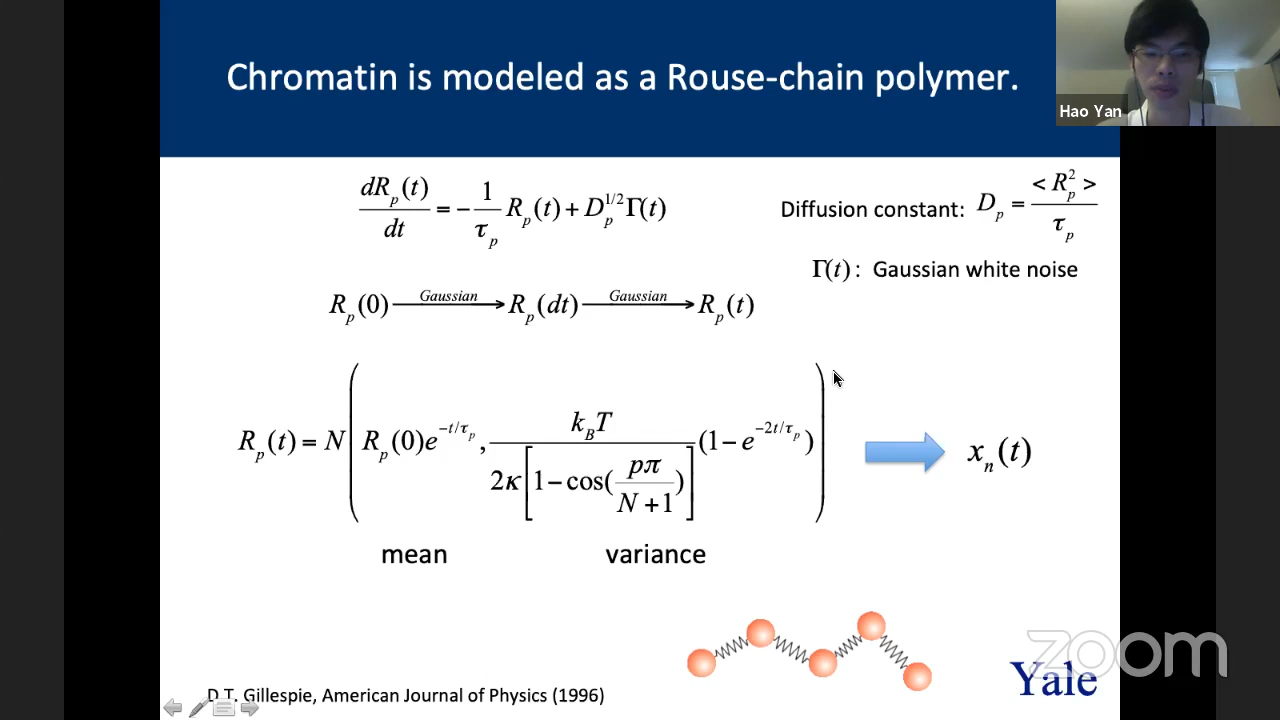 Chromatin is modeled as a Rouse-chain polymer.
Hao Yan
dR_p(t)/dt = −(1/τ_p) R_p(t) + D_p^{1/2} Γ(t)
Diffusion constant: D_p = <R_p^2>/τ_p
Γ(t) : Gaussian white noise
R_p(0) —Gaussian→ R_p(dt) —Gaussian→ R_p(t)
R_p(t) = N( R_p(0)e^{−t/τ_p}, k_BT / 2κ[1−cos(pπ/N+1)] (1−e^{−2t/τ_p}) ) x_n(t)
mean variance
zoom
Yale
D.T. Gillespie, American Journal of Physics (1996)